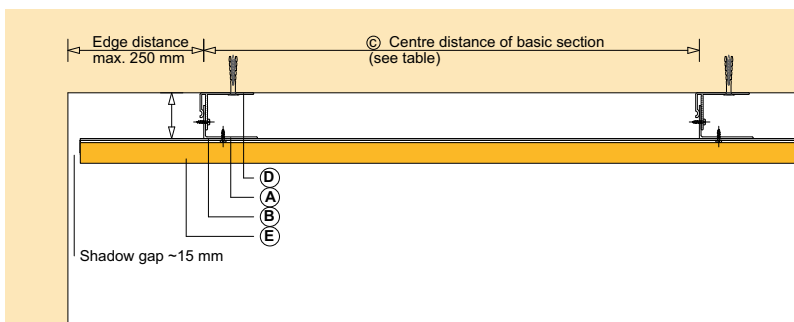 Edge distance
max. 250 mm
© Centre distance of basic section
(see table)
D
A
B
E
Shadow gap ~15 mm